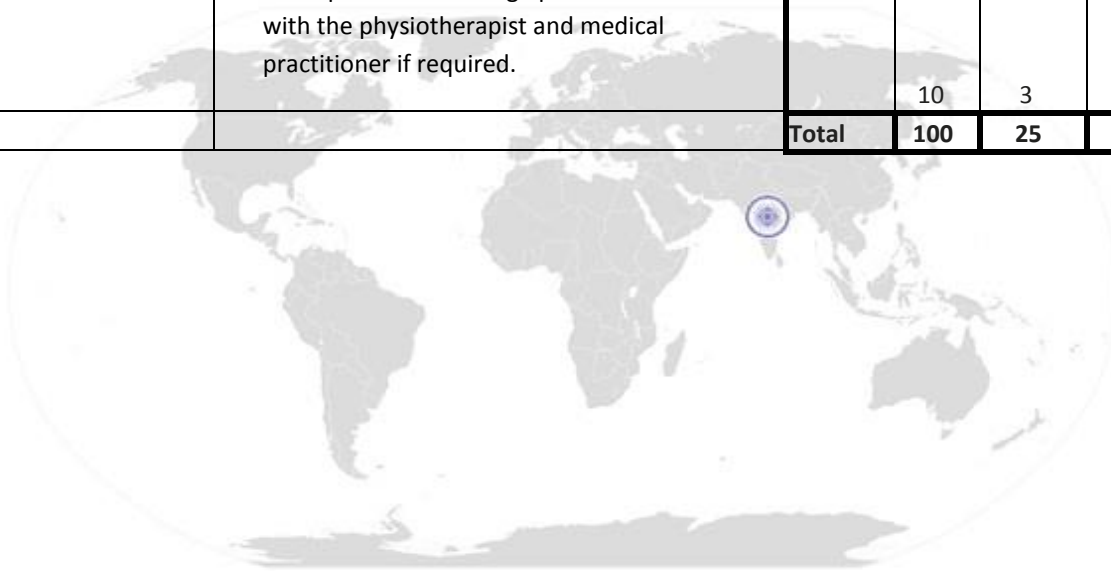 with the physiotherapist and medical
practitioner if required.
10 3
Total 100 25